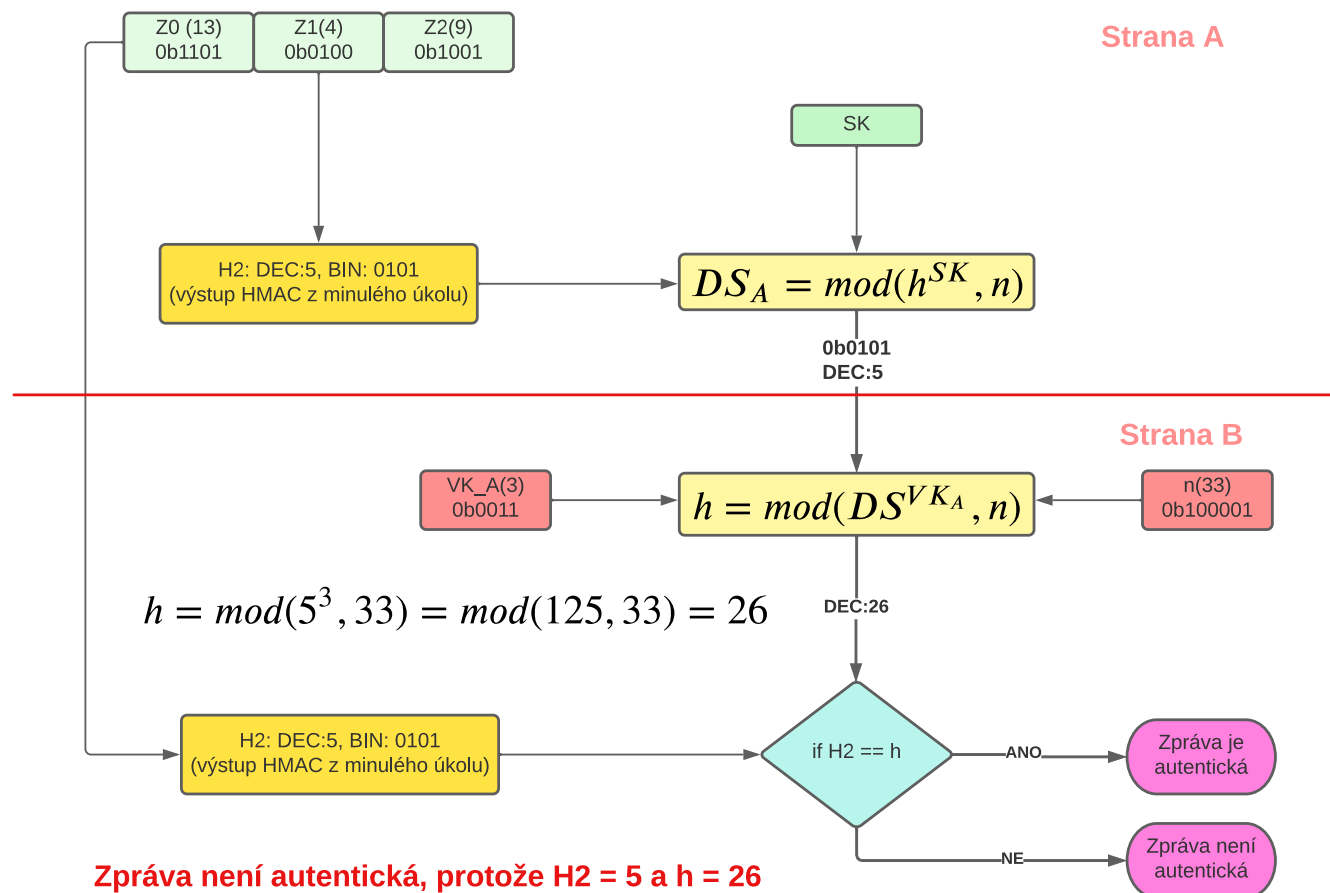 Z0 (13)
0b1101
Z1(4)
0b0100
Z2(9)
0b1001
Strana A
SK
H2: DEC:5, BIN: 0101
(výstup HMAC z minulého úkolu)
DS_A = mod(h^{SK}, n)
0b0101
DEC:5
Strana B
VK_A(3)
0b0011
h = mod(DS^{VK_A}, n)
n(33)
0b100001
h = mod(5^3, 33) = mod(125, 33) = 26
DEC:26
H2: DEC:5, BIN: 0101
(výstup HMAC z minulého úkolu)
if H2 == h
ANO
Zpráva je
autentická
NE
Zpráva není
autentická
Zpráva není autentická, protože H2 = 5 a h = 26